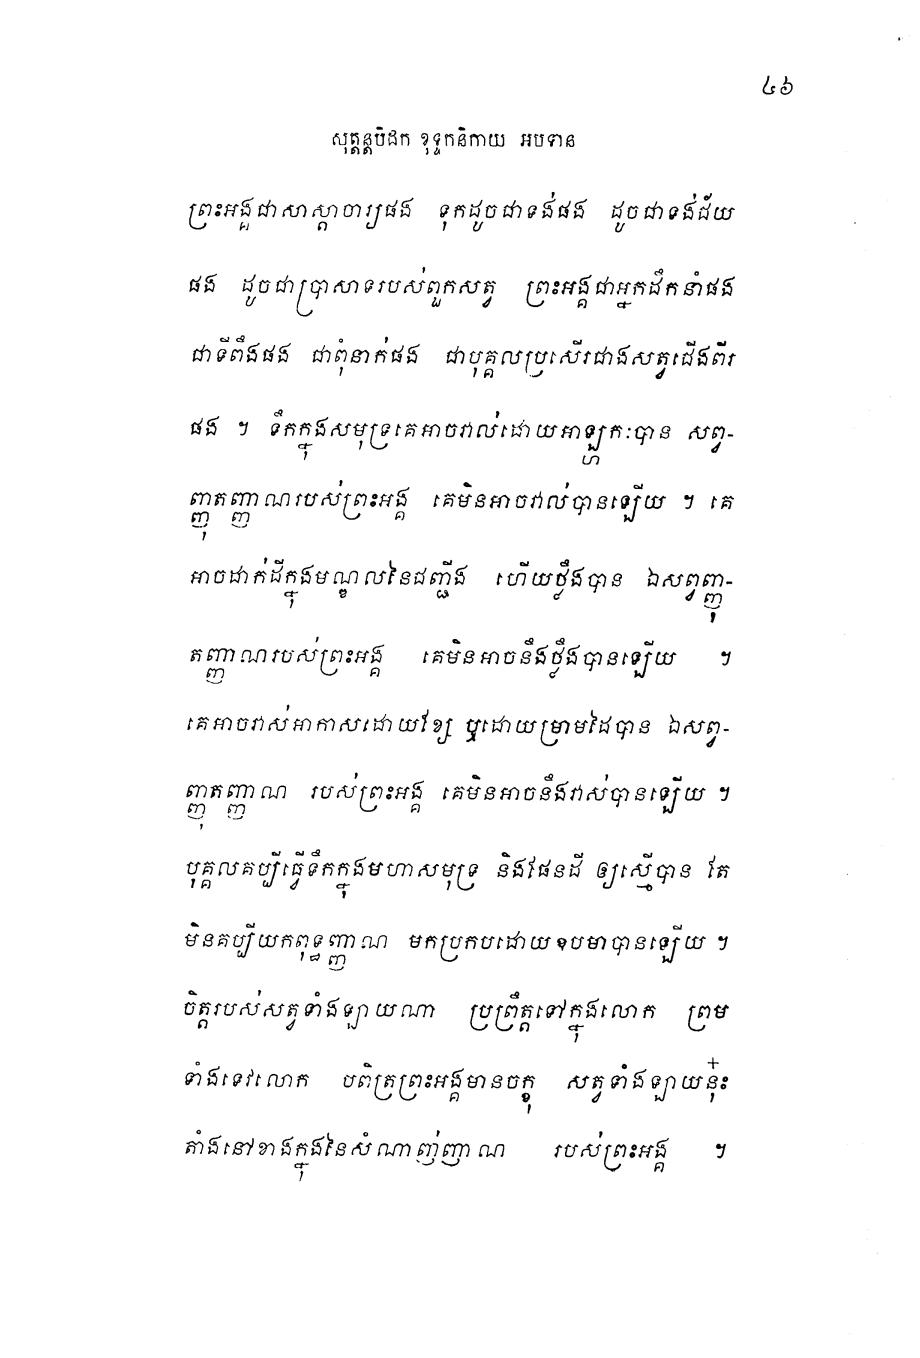 ៤៦
សុត្តន្តបិដក ខុទ្ទកនិកាយ អបទាន
ព្រះអង្គជាសាស្តាចារ្យផង ទុកដូចជាទង់ផង ដូចជាទង់ជ័យ
ផង ដូចជាប្រាសាទរបស់ពួកសត្វ ព្រះអង្គជាអ្នកដឹកនាំផង
ជាទីពឹងផង ជាពុំនាក់ផង ជាបុគ្គលប្រសើរជាងសត្វជើងពីរ
ផង ។ ទឹកក្នុងសមុទ្រគេអាចវាល់ដោយអាឡ្ហកៈបាន សព្វ-
ញ្ញុតញ្ញាណរបស់ព្រះអង្គ គេមិនអាចវាល់បានឡើយ ។ គេ
អាចដាក់ដីក្នុងមណ្ឌលនៃជញ្ជីង ហើយថ្លឹងបាន ឯសព្វញ្ញុ-
តញ្ញាណរបស់ព្រះអង្គ គេមិនអាចនឹងថ្លឹងបានឡើយ ។
គេអាចវាស់អាកាសដោយខ្សែ ឬដោយម្រាមដៃបាន ឯសព្វ-
ញ្ញុតញ្ញាណ របស់ព្រះអង្គ គេមិនអាចនឹងវាស់បានឡើយ ។
បុគ្គលគប្បីធ្វើទឹកក្នុងមហាសមុទ្រ និងផែនដី ឲ្យស្មើបាន តែ
មិនគប្បីយកពុទ្ធញ្ញាណ មកប្រកបដោយឧបមាបានឡើយ ។
ចិត្តរបស់សត្វទាំងឡាយណា ប្រព្រឹត្តទៅក្នុងលោក ព្រម
ទាំងទេវលោក បពិត្រព្រះអង្គមានចក្ខុ សត្វទាំងឡាយនុ៎ះ
តាំងនៅខាងក្នុងនៃសំណាញ់ញាណ របស់ព្រះអង្គ ។